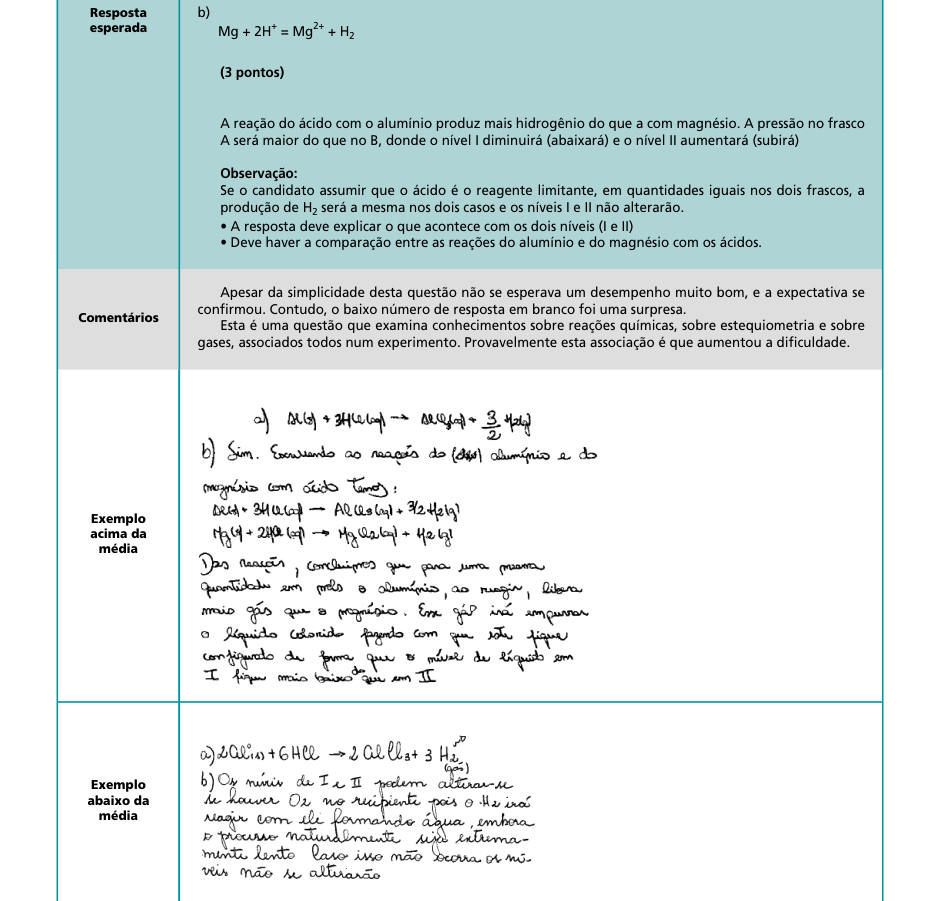 Resposta
esperada
b)
Mg + 2H⁺ = Mg²⁺ + H₂
(3 pontos)
A reação do ácido com o alumínio produz mais hidrogênio do que a com magnésio. A pressão no frasco
A será maior do que no B, donde o nível I diminuirá (abaixará) e o nível II aumentará (subirá)
Observação:
Se o candidato assumir que o ácido é o reagente limitante, em quantidades iguais nos dois frascos, a
produção de H₂ será a mesma nos dois casos e os níveis I e II não alterarão.
• A resposta deve explicar o que acontece com os dois níveis (I e II)
• Deve haver a comparação entre as reações do alumínio e do magnésio com os ácidos.
Comentários
Apesar da simplicidade desta questão não se esperava um desempenho muito bom, e a expectativa se
confirmou. Contudo, o baixo número de resposta em branco foi uma surpresa.
Esta é uma questão que examina conhecimentos sobre reações químicas, sobre estequiometria e sobre
gases, associados todos num experimento. Provavelmente esta associação é que aumentou a dificuldade.
Exemplo
acima da
média
a) Al(s) + 3HCl(aq) → AlCl₃(aq) + 3/2 H₂(g)
b) Sim. Escrevendo as reações do alumínio e do
magnésio com ácido temos:
Al(s) + 3HCl(aq) → AlCl₃(aq) + 3/2 H₂(g)
Mg(s) + 2HCl(aq) → MgCl₂(aq) + H₂(g)
Das reações, concluímos que para uma mesma
quantidade em mols o alumínio, ao reagir, libera
mais gás que o magnésio. Esse gás irá empurrar
o líquido colorido fazendo com que este fique
configurado de forma que o nível de líquido em
I fique mais baixo do que em II
Exemplo
abaixo da
média
a) 2Al°(s) + 6HCl → 2AlCl₃ + 3H₂
(gás)
b) Os níveis de I e II podem alterar-se
se houver O₂ no recipiente pois o H₂ irá
reagir com ele formando água, embora
o processo naturalmente seja extrema-
mente lento Caso isso não ocorra os ní-
veis não se alterarão